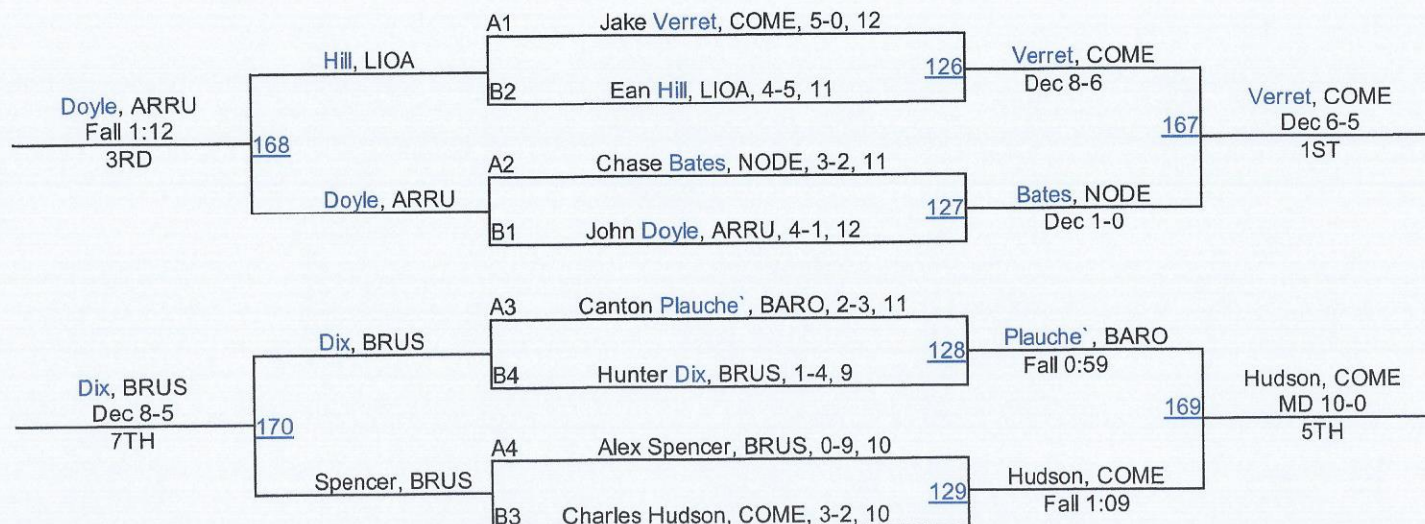 A1
Jake Verret, COME, 5-0, 12
Hill, LIOA
126
Verret, COME
Dec 8-6
B2
Ean Hill, LIOA, 4-5, 11
Doyle, ARRU
Fall 1:12
3RD
168
167
Verret, COME
Dec 6-5
1ST
A2
Chase Bates, NODE, 3-2, 11
Doyle, ARRU
127
Bates, NODE
Dec 1-0
B1
John Doyle, ARRU, 4-1, 12
A3
Canton Plauche`, BARO, 2-3, 11
Dix, BRUS
128
Plauche`, BARO
Fall 0:59
B4
Hunter Dix, BRUS, 1-4, 9
Dix, BRUS
Dec 8-5
7TH
170
169
Hudson, COME
MD 10-0
5TH
A4
Alex Spencer, BRUS, 0-9, 10
Spencer, BRUS
129
Hudson, COME
Fall 1:09
B3
Charles Hudson, COME, 3-2, 10